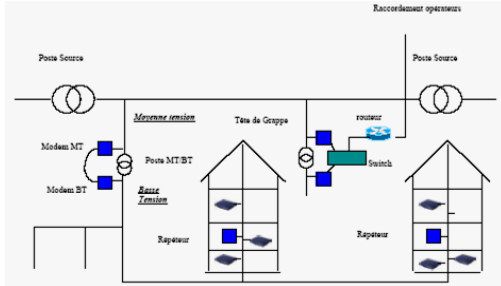 Raccordement opérateurs
Poste Source
Poste Source
Moyenne tension
Tête de Grappe
routeur
Modem MT
Poste MT/BT
Switch
Modem BT
Basse
Tension
Répéteur
Répéteur